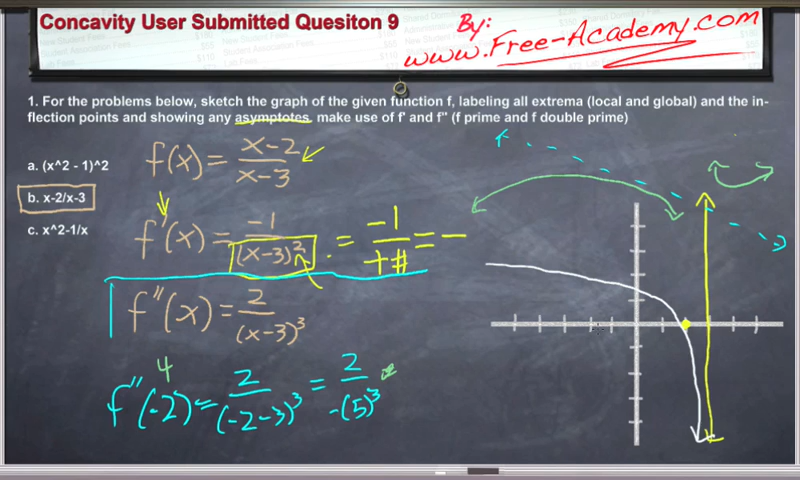 Concavity User Submitted Quesiton 9
By:
www.Free-Academy.com
1. For the problems below, sketch the graph of the given function f, labeling all extrema (local and global) and the in-
flection points and showing any asymptotes. make use of f' and f" (f prime and f double prime)
a. (x^2 - 1)^2
b. x-2/x-3
c. x^2-1/x
f(x) = x-2 / x-3
f'(x) = -1 / (x-3)^2 . = -1 / +# = -
f"(x) = 2 / (x-3)^3
4
f"(-2) = 2 / (-2-3)^3 = 2 / -(5)^3